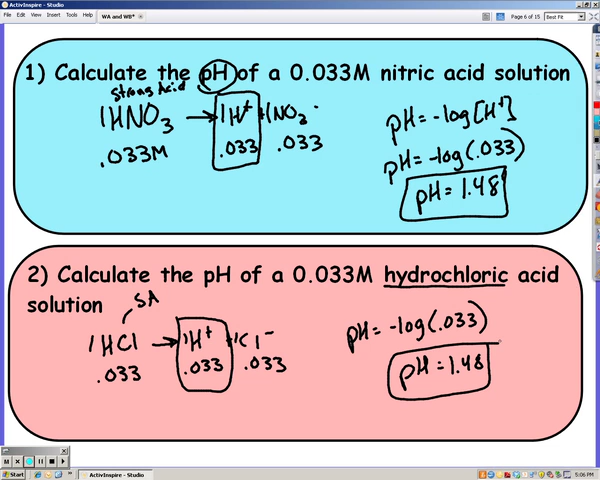 ActivInspire - Studio
File Edit View Insert Tools Help WA and WB* Page 6 of 15 Best Fit
1) Calculate the pH of a 0.033M nitric acid solution
Strong Acid
1HNO3 → 1H+ + 1NO3-
.033M .033 .033
pH = -log[H+]
pH = -log(.033)
pH = 1.48
2) Calculate the pH of a 0.033M hydrochloric acid
solution
SA
1HCl → 1H+ + 1Cl-
.033 .033 .033
pH = -log(.033)
pH = 1.48
M
Start ActivInspire - Studio 5:06 PM